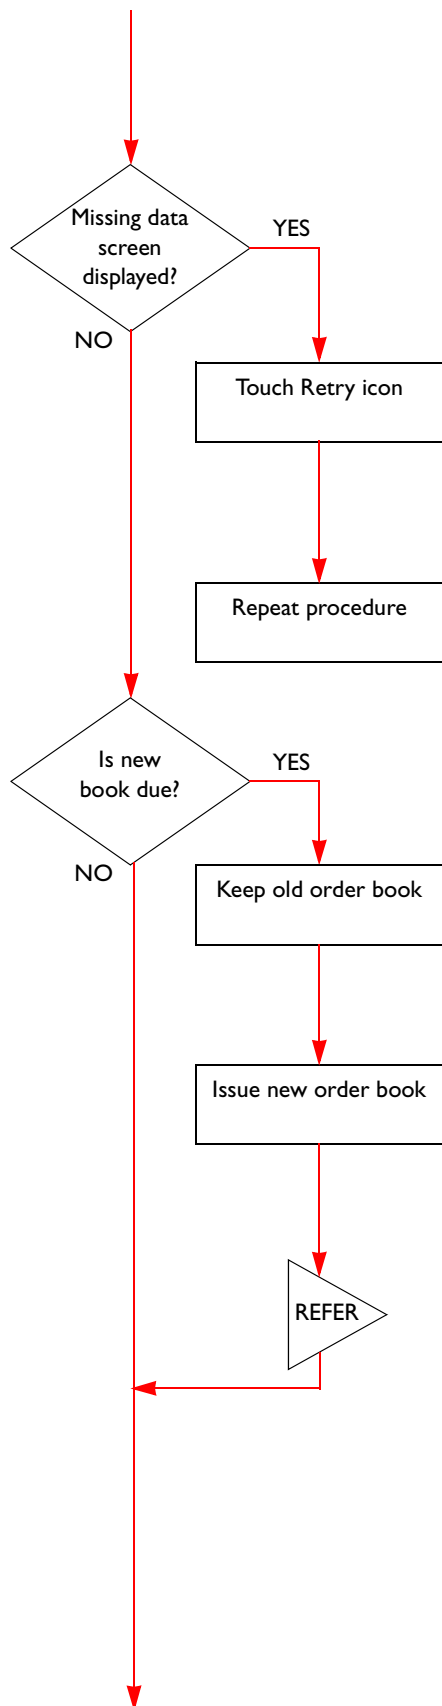 Missing data
screen
displayed?
YES
NO
Touch Retry icon
Repeat procedure
Is new
book due?
YES
NO
Keep old order book
Issue new order book
REFER